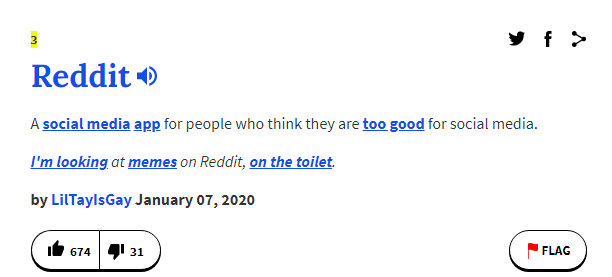 3
Reddit
A social media app for people who think they are too good for social media.
I'm looking at memes on Reddit, on the toilet.
by LilTayIsGay January 07, 2020
674 31 FLAG